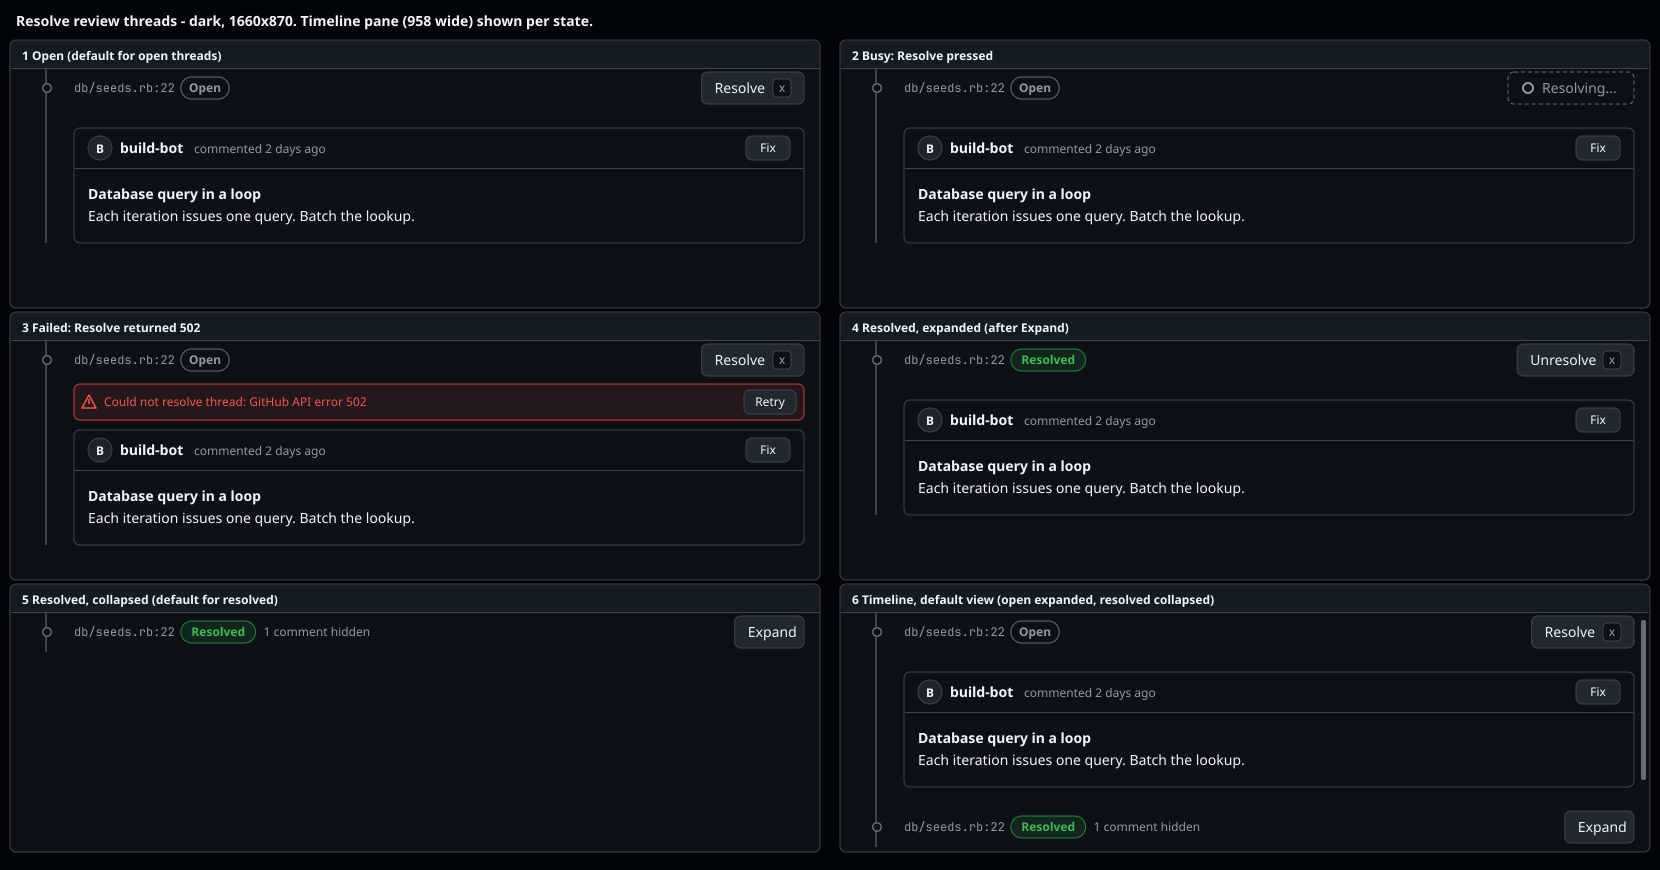 Resolve review threads - dark, 1660x870. Timeline pane (958 wide) shown per state.
1 Open (default for open threads)
db/seeds.rb:22 Open Resolve x
B build-bot commented 2 days ago Fix
Database query in a loop
Each iteration issues one query. Batch the lookup.
2 Busy: Resolve pressed
db/seeds.rb:22 Open Resolving...
B build-bot commented 2 days ago Fix
Database query in a loop
Each iteration issues one query. Batch the lookup.
3 Failed: Resolve returned 502
db/seeds.rb:22 Open Resolve x
Could not resolve thread: GitHub API error 502 Retry
B build-bot commented 2 days ago Fix
Database query in a loop
Each iteration issues one query. Batch the lookup.
4 Resolved, expanded (after Expand)
db/seeds.rb:22 Resolved Unresolve x
B build-bot commented 2 days ago Fix
Database query in a loop
Each iteration issues one query. Batch the lookup.
5 Resolved, collapsed (default for resolved)
db/seeds.rb:22 Resolved 1 comment hidden Expand
6 Timeline, default view (open expanded, resolved collapsed)
db/seeds.rb:22 Open Resolve x
B build-bot commented 2 days ago Fix
Database query in a loop
Each iteration issues one query. Batch the lookup.
db/seeds.rb:22 Resolved 1 comment hidden Expand